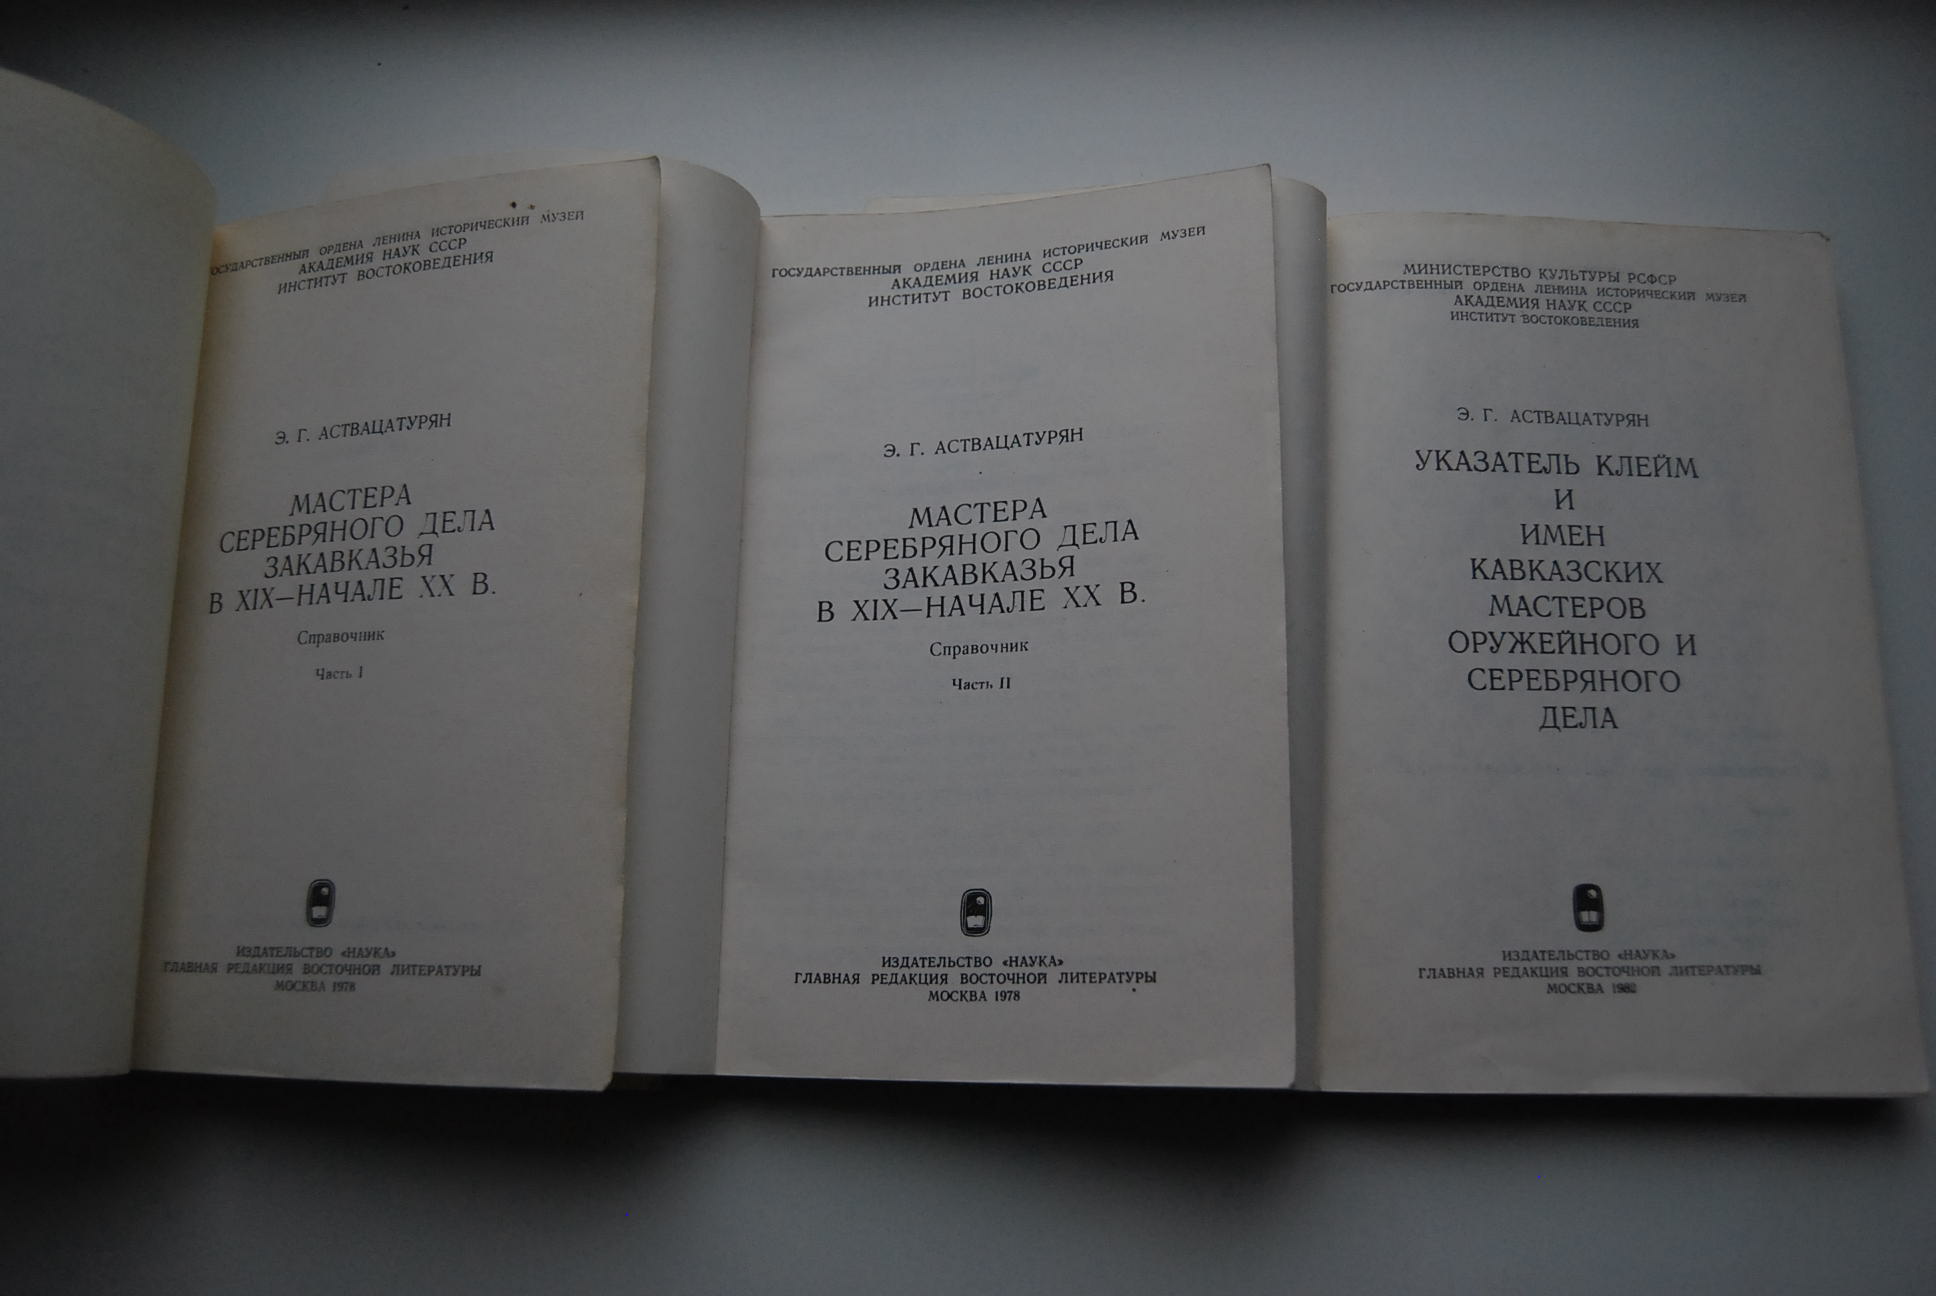 ГОСУДАРСТВЕННЫЙ ОРДЕНА ЛЕНИНА ИСТОРИЧЕСКИЙ МУЗЕЙ
АКАДЕМИЯ НАУК СССР
ИНСТИТУТ ВОСТОКОВЕДЕНИЯ
Э. Г. АСТВАЦАТУРЯН
МАСТЕРА
СЕРЕБРЯНОГО ДЕЛА
ЗАКАВКАЗЬЯ
В XIX—НАЧАЛЕ XX В.
Справочник
Часть I
ИЗДАТЕЛЬСТВО «НАУКА»
ГЛАВНАЯ РЕДАКЦИЯ ВОСТОЧНОЙ ЛИТЕРАТУРЫ
МОСКВА 1978
ГОСУДАРСТВЕННЫЙ ОРДЕНА ЛЕНИНА ИСТОРИЧЕСКИЙ МУЗЕЙ
АКАДЕМИЯ НАУК СССР
ИНСТИТУТ ВОСТОКОВЕДЕНИЯ
Э. Г. АСТВАЦАТУРЯН
МАСТЕРА
СЕРЕБРЯНОГО ДЕЛА
ЗАКАВКАЗЬЯ
В XIX—НАЧАЛЕ XX В.
Справочник
Часть II
ИЗДАТЕЛЬСТВО «НАУКА»
ГЛАВНАЯ РЕДАКЦИЯ ВОСТОЧНОЙ ЛИТЕРАТУРЫ
МОСКВА 1978
МИНИСТЕРСТВО КУЛЬТУРЫ РСФСР
ГОСУДАРСТВЕННЫЙ ОРДЕНА ЛЕНИНА ИСТОРИЧЕСКИЙ МУЗЕЙ
АКАДЕМИЯ НАУК СССР
ИНСТИТУТ ВОСТОКОВЕДЕНИЯ
Э. Г. АСТВАЦАТУРЯН
УКАЗАТЕЛЬ КЛЕЙМ
И
ИМЕН
КАВКАЗСКИХ
МАСТЕРОВ
ОРУЖЕЙНОГО И
СЕРЕБРЯНОГО
ДЕЛА
ИЗДАТЕЛЬСТВО «НАУКА»
ГЛАВНАЯ РЕДАКЦИЯ ВОСТОЧНОЙ ЛИТЕРАТУРЫ
МОСКВА 1982